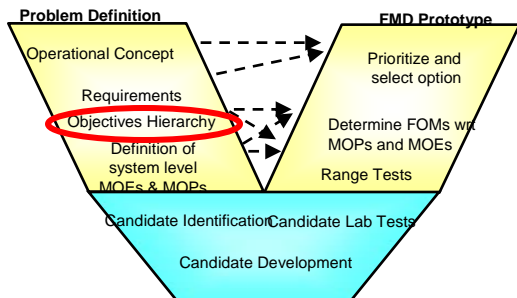 Problem Definition
FMD Prototype
Operational Concept
Prioritize and
select option
Requirements
Objectives Hierarchy
Determine FOMs wrt
MOPs and MOEs
Definition of
system level
MOEs & MOPs
Range Tests
Candidate Identification
Candidate Lab Tests
Candidate Development